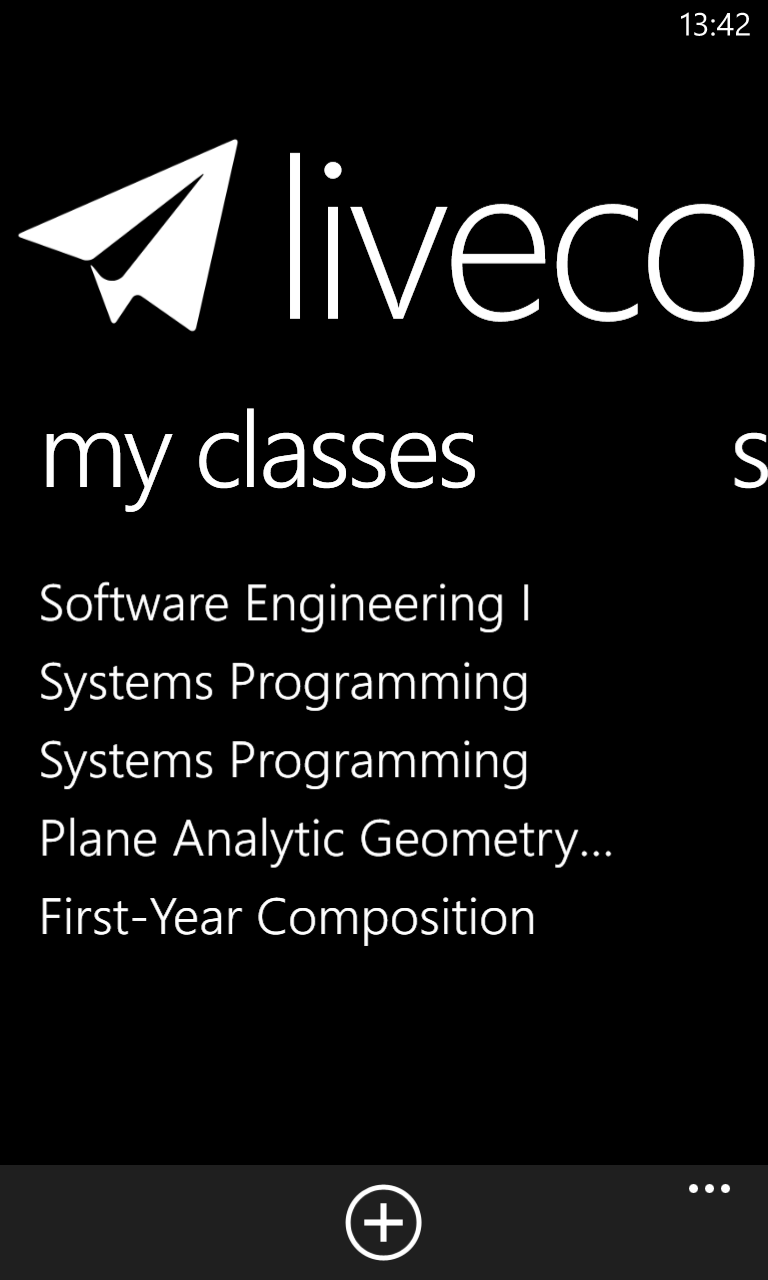 13:42
liveco
my classes
s
Software Engineering I
Systems Programming
Systems Programming
Plane Analytic Geometry...
First-Year Composition